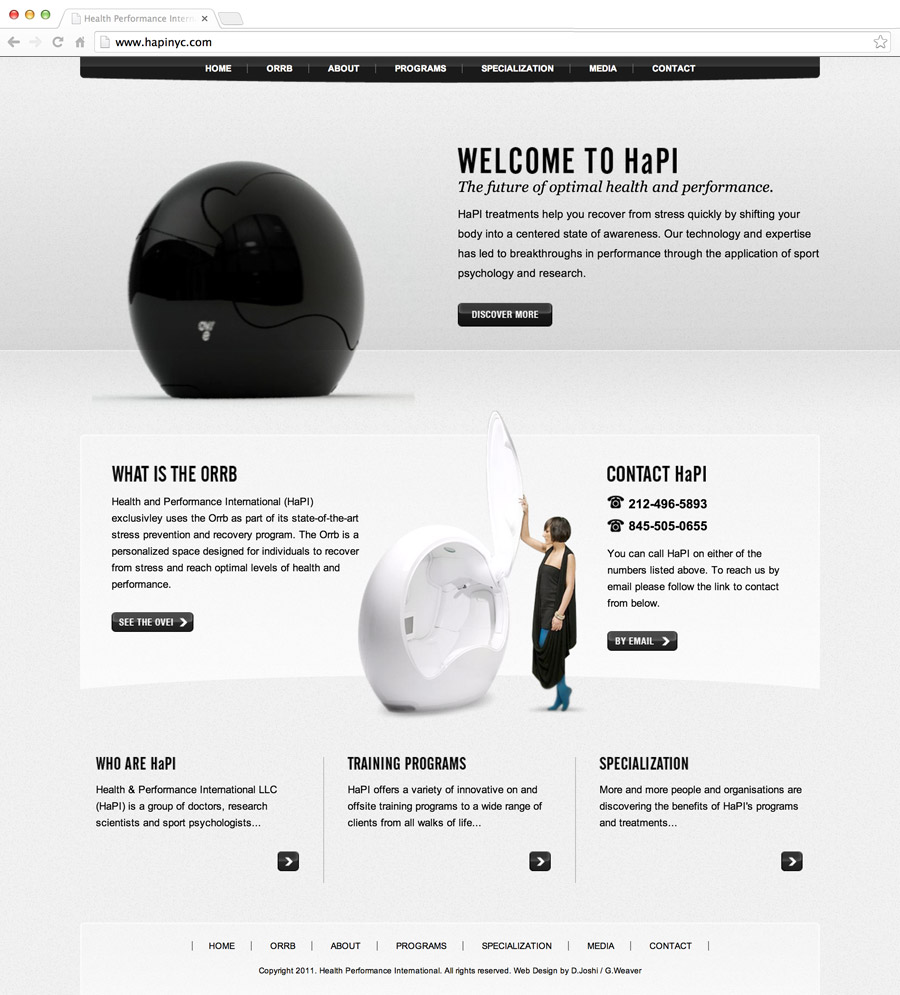 Health Performance Intern
www.hapinyc.com
HOME | ORRB | ABOUT | PROGRAMS | SPECIALIZATION | MEDIA | CONTACT
WELCOME TO HaPI
The future of optimal health and performance.
HaPI treatments help you recover from stress quickly by shifting your
body into a centered state of awareness. Our technology and expertise
has led to breakthroughs in performance through the application of sport
psychology and research.
DISCOVER MORE
WHAT IS THE ORRB
Health and Performance International (HaPI)
exclusivley uses the Orrb as part of its state-of-the-art
stress prevention and recovery program. The Orrb is a
personalized space designed for individuals to recover
from stress and reach optimal levels of health and
performance.
SEE THE OVEI
CONTACT HaPI
212-496-5893
845-505-0655
You can call HaPI on either of the
numbers listed above. To reach us by
email please follow the link to contact
from below.
BY EMAIL
WHO ARE HaPI
Health & Performance International LLC
(HaPI) is a group of doctors, research
scientists and sport psychologists...
TRAINING PROGRAMS
HaPI offers a variety of innovative on and
offsite training programs to a wide range of
clients from all walks of life...
SPECIALIZATION
More and more people and organisations are
discovering the benefits of HaPI's programs
and treatments...
| HOME | ORRB | ABOUT | PROGRAMS | SPECIALIZATION | MEDIA | CONTACT |
Copyright 2011. Health Performance International. All rights reserved. Web Design by D.Joshi / G.Weaver